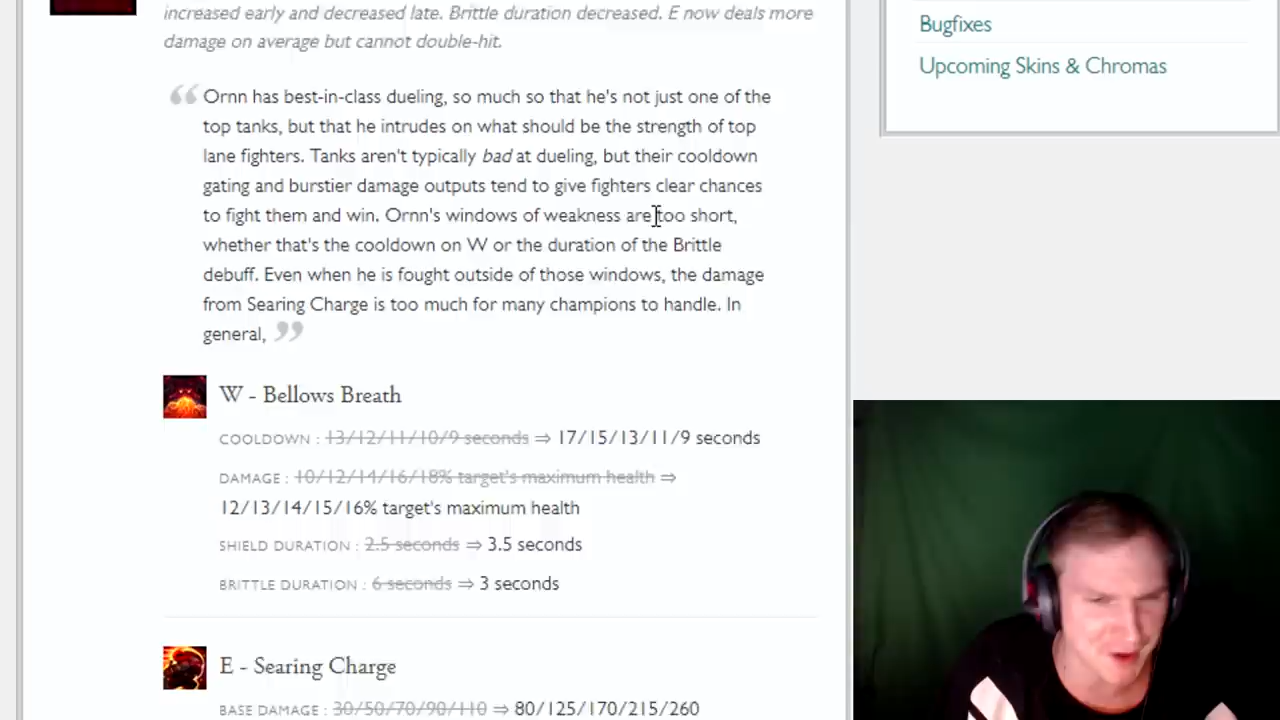 increased early and decreased late. Brittle duration decreased. E now deals more
damage on average but cannot double-hit.
Bugfixes
Upcoming Skins & Chromas
“ Ornn has best-in-class dueling, so much so that he's not just one of the
top tanks, but that he intrudes on what should be the strength of top
lane fighters. Tanks aren't typically bad at dueling, but their cooldown
gating and burstier damage outputs tend to give fighters clear chances
to fight them and win. Ornn's windows of weakness are too short,
whether that's the cooldown on W or the duration of the Brittle
debuff. Even when he is fought outside of those windows, the damage
from Searing Charge is too much for many champions to handle. In
general, ”
W - Bellows Breath
COOLDOWN : 13/12/11/10/9 seconds ⇒ 17/15/13/11/9 seconds
DAMAGE : 10/12/14/16/18% target's maximum health ⇒
12/13/14/15/16% target's maximum health
SHIELD DURATION : 2.5 seconds ⇒ 3.5 seconds
BRITTLE DURATION : 6 seconds ⇒ 3 seconds
E - Searing Charge
BASE DAMAGE : 30/50/70/90/110 ⇒ 80/125/170/215/260